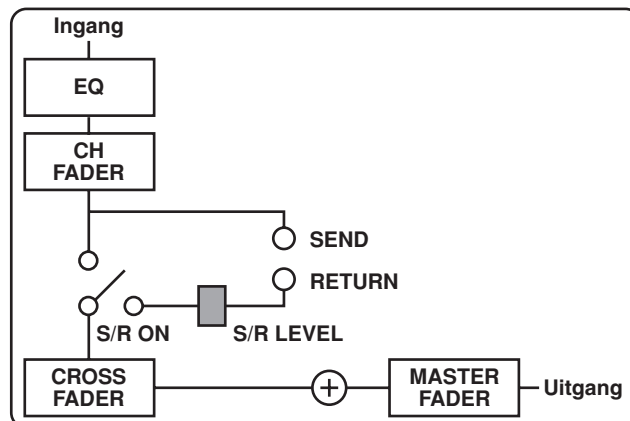 Ingang
EQ
CH
FADER
SEND
RETURN
S/R ON
S/R LEVEL
CROSS
FADER
MASTER
FADER
Uitgang